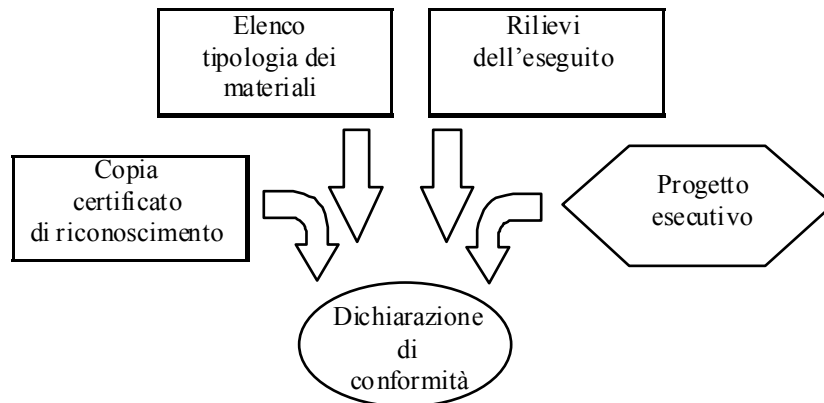 Elenco
tipologia dei
materiali
Rilievi
dell'eseguito
Copia
certificato
di riconoscimento
Progetto
esecutivo
Dichiarazione
di
conformità